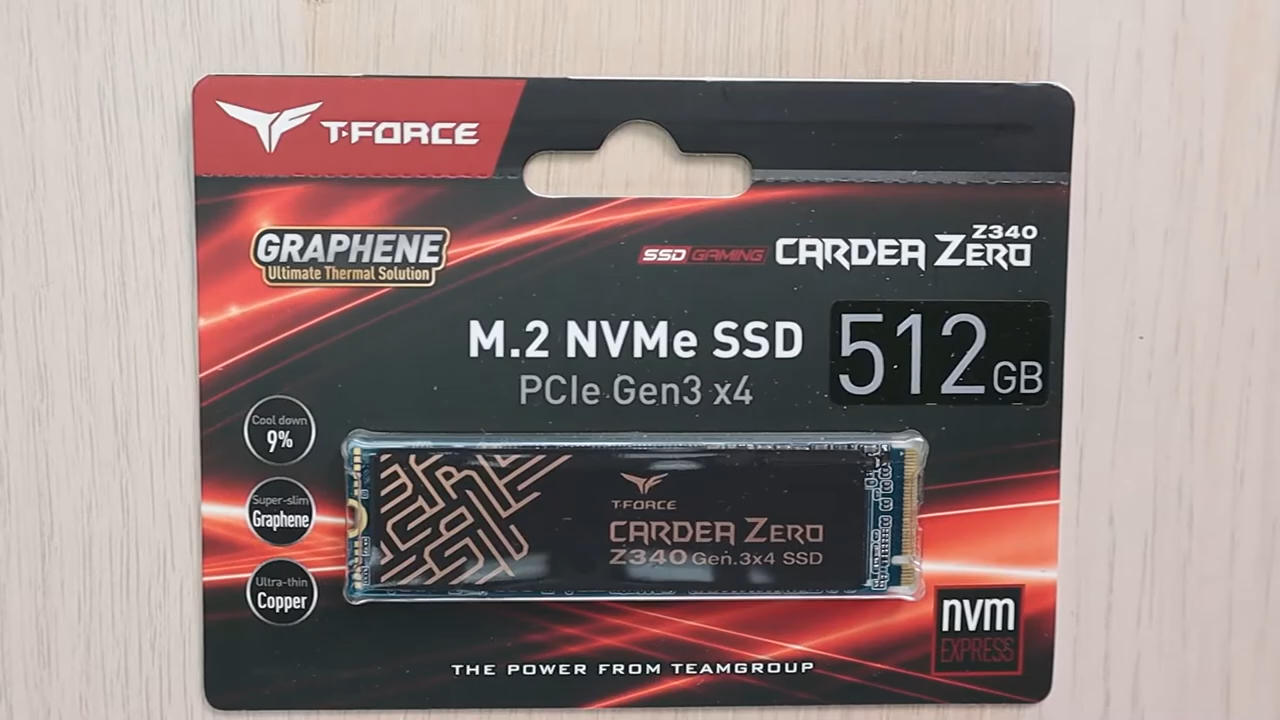 T-FORCE
GRAPHENE
Ultimate Thermal Solution
SSD GAMING CARDEA ZERO Z340
M.2 NVMe SSD
PCIe Gen3 x4
512GB
Cool down
9%
Super-slim
Graphene
Ultra-thin
Copper
T-FORCE
CARDEA ZERO
Z340 Gen.3x4 SSD
nvm
EXPRESS
THE POWER FROM TEAMGROUP